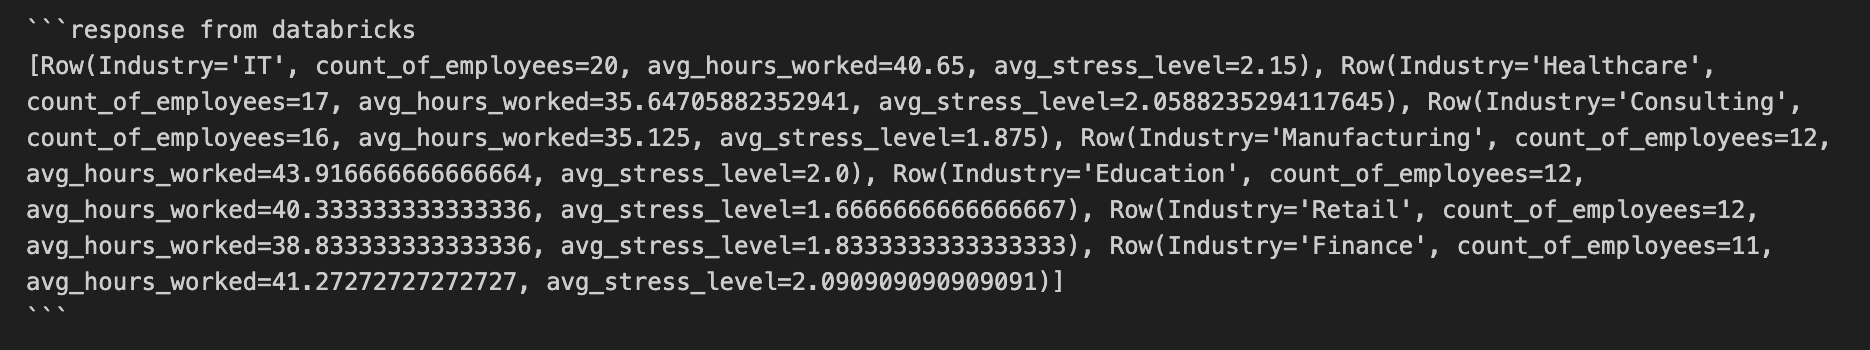 ```response from databricks
[Row(Industry='IT', count_of_employees=20, avg_hours_worked=40.65, avg_stress_level=2.15), Row(Industry='Healthcare',
count_of_employees=17, avg_hours_worked=35.64705882352941, avg_stress_level=2.0588235294117645), Row(Industry='Consulting',
count_of_employees=16, avg_hours_worked=35.125, avg_stress_level=1.875), Row(Industry='Manufacturing', count_of_employees=12,
avg_hours_worked=43.916666666666664, avg_stress_level=2.0), Row(Industry='Education', count_of_employees=12,
avg_hours_worked=40.333333333333336, avg_stress_level=1.6666666666666667), Row(Industry='Retail', count_of_employees=12,
avg_hours_worked=38.833333333333336, avg_stress_level=1.8333333333333333), Row(Industry='Finance', count_of_employees=11,
avg_hours_worked=41.27272727272727, avg_stress_level=2.090909090909091)]
```